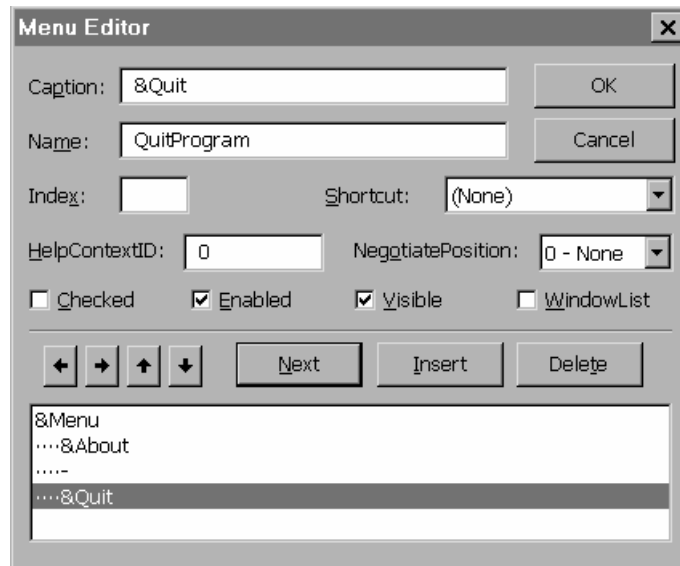 Menu Editor
Caption: &Quit OK
Name: QuitProgram Cancel
Index: Shortcut: (None)
HelpContextID: 0 NegotiatePosition: 0 - None
Checked Enabled Visible WindowList
Next Insert Delete
&Menu
····&About
····-
····&Quit